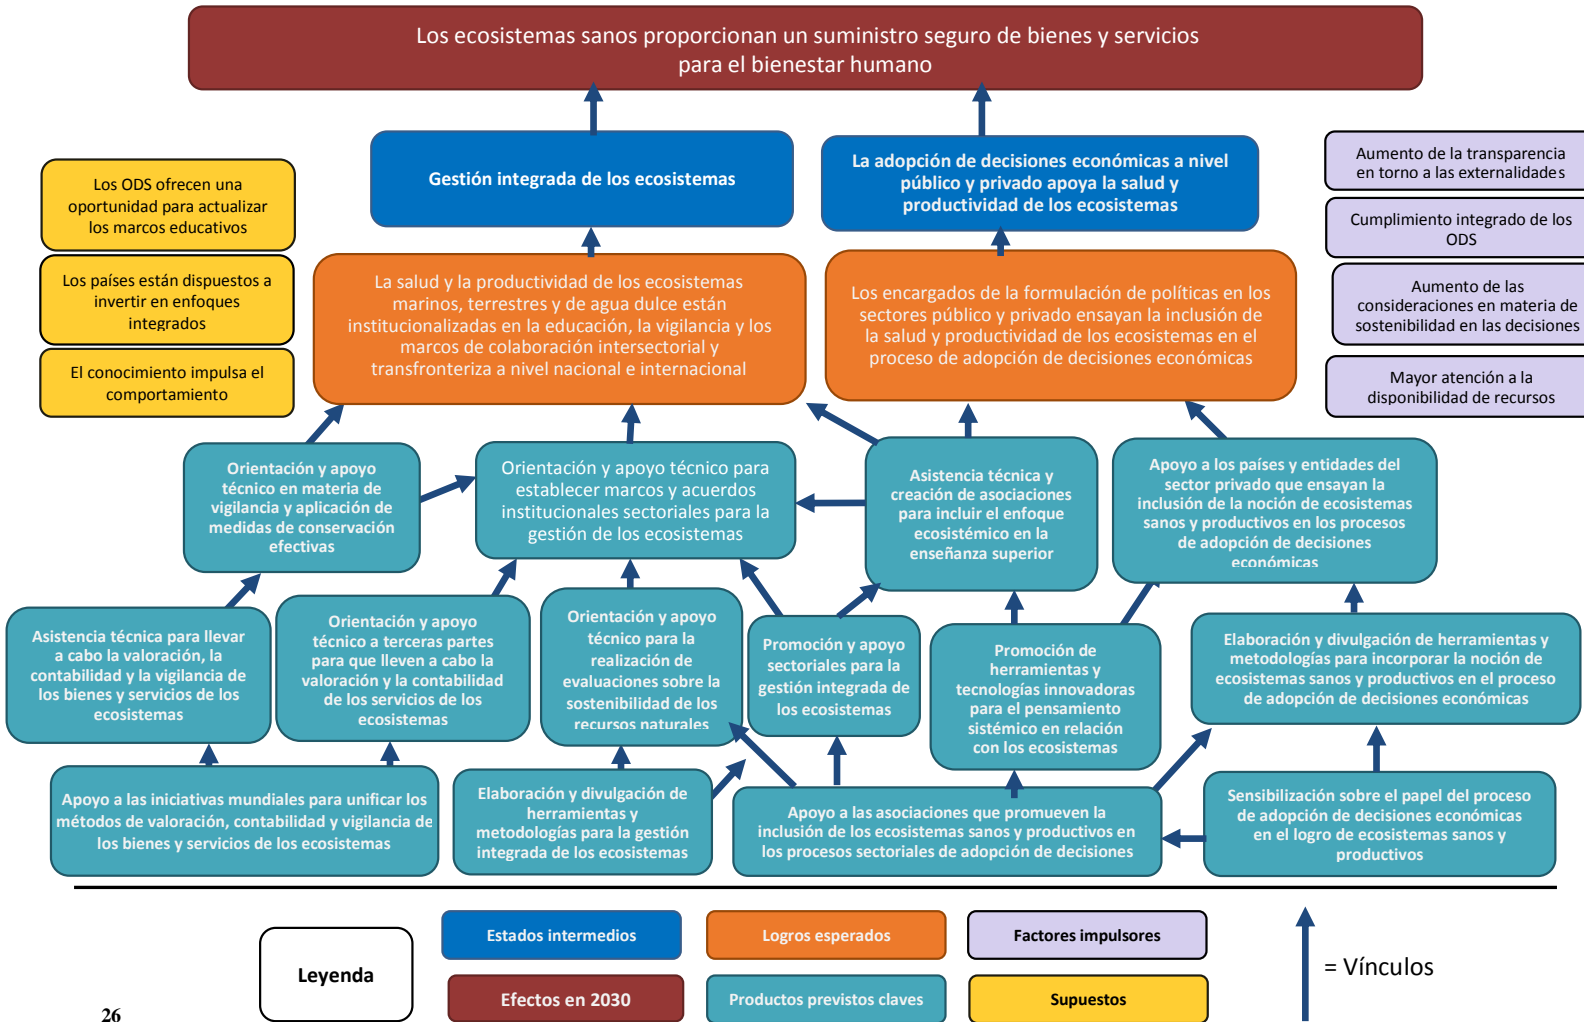 Los ecosistemas sanos proporcionan un suministro seguro de bienes y servicios
para el bienestar humano
Gestión integrada de los ecosistemas
La adopción de decisiones económicas a nivel
público y privado apoya la salud y
productividad de los ecosistemas
Los ODS ofrecen una
oportunidad para actualizar
los marcos educativos
Los países están dispuestos a
invertir en enfoques
integrados
El conocimiento impulsa el
comportamiento
Aumento de la transparencia
en torno a las externalidades
Cumplimiento integrado de los
ODS
Aumento de las
consideraciones en materia de
sostenibilidad en las decisiones
Mayor atención a la
disponibilidad de recursos
La salud y la productividad de los ecosistemas
marinos, terrestres y de agua dulce están
institucionalizadas en la educación, la vigilancia y los
marcos de colaboración intersectorial y
transfronteriza a nivel nacional e internacional
Los encargados de la formulación de políticas en los
sectores público y privado ensayan la inclusión de
la salud y productividad de los ecosistemas en el
proceso de adopción de decisiones económicas
Orientación y apoyo
técnico en materia de
vigilancia y aplicación de
medidas de conservación
efectivas
Orientación y apoyo técnico para
establecer marcos y acuerdos
institucionales sectoriales para la
gestión de los ecosistemas
Asistencia técnica y
creación de asociaciones
para incluir el enfoque
ecosistémico en la
enseñanza superior
Apoyo a los países y entidades del
sector privado que ensayan la
inclusión de la noción de ecosistemas
sanos y productivos en los procesos
de adopción de decisiones
económicas
Asistencia técnica para llevar
a cabo la valoración, la
contabilidad y la vigilancia de
los bienes y servicios de los
ecosistemas
Orientación y apoyo
técnico a terceras partes
para que lleven a cabo la
valoración y la contabilidad
de los servicios de los
ecosistemas
Orientación y apoyo
técnico para la
realización de
evaluaciones sobre la
sostenibilidad de los
recursos naturales
Promoción y apoyo
sectoriales para la
gestión integrada de
los ecosistemas
Promoción de
herramientas y
tecnologías innovadoras
para el pensamiento
sistémico en relación
con los ecosistemas
Elaboración y divulgación de herramientas y
metodologías para incorporar la noción de
ecosistemas sanos y productivos en el proceso
de adopción de decisiones económicas
Apoyo a las iniciativas mundiales para unificar los
métodos de valoración, contabilidad y vigilancia de
los bienes y servicios de los ecosistemas
Elaboración y divulgación de
herramientas y
metodologías para la gestión
integrada de los ecosistemas
Apoyo a las asociaciones que promueven la
inclusión de los ecosistemas sanos y productivos en
los procesos sectoriales de adopción de decisiones
Sensibilización sobre el papel del proceso
de adopción de decisiones económicas
en el logro de ecosistemas sanos y
productivos
Leyenda
Estados intermedios
Logros esperados
Factores impulsores
Efectos en 2030
Productos previstos claves
Supuestos
= Vínculos
26